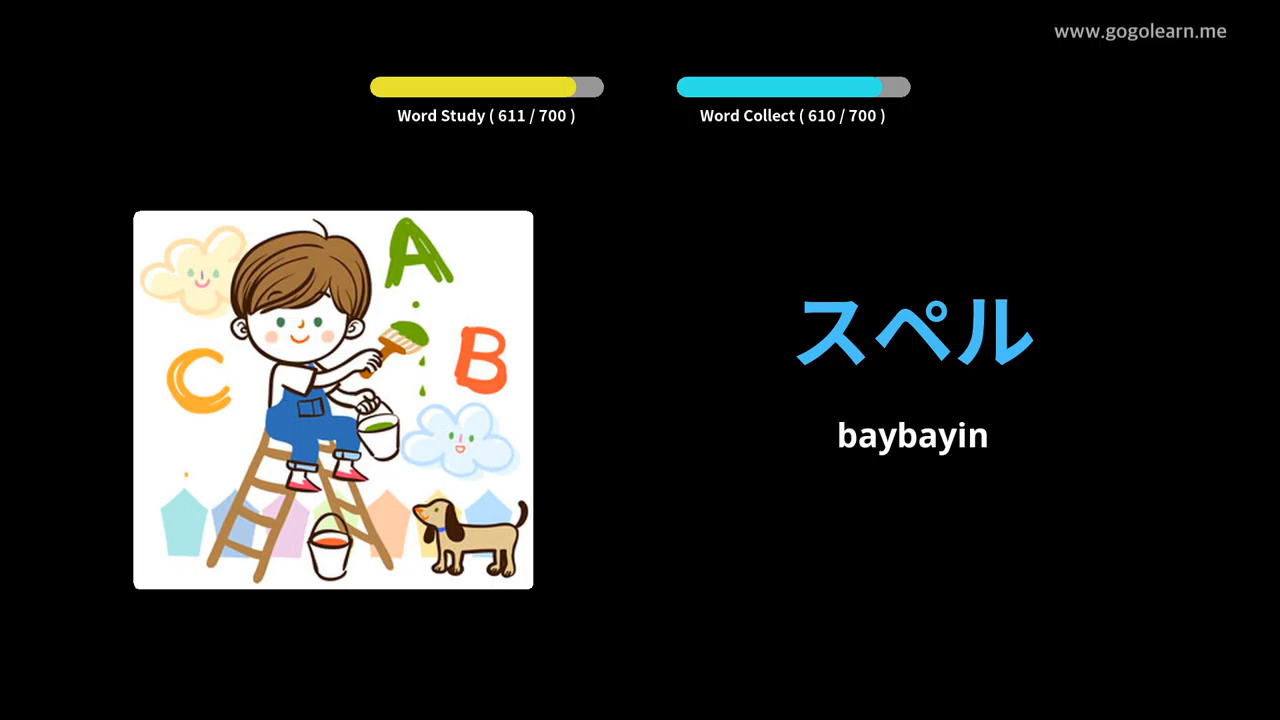 www.gogolearn.me
Word Study ( 611 / 700 )
Word Collect ( 610 / 700 )
A
B
C
スペル
baybayin